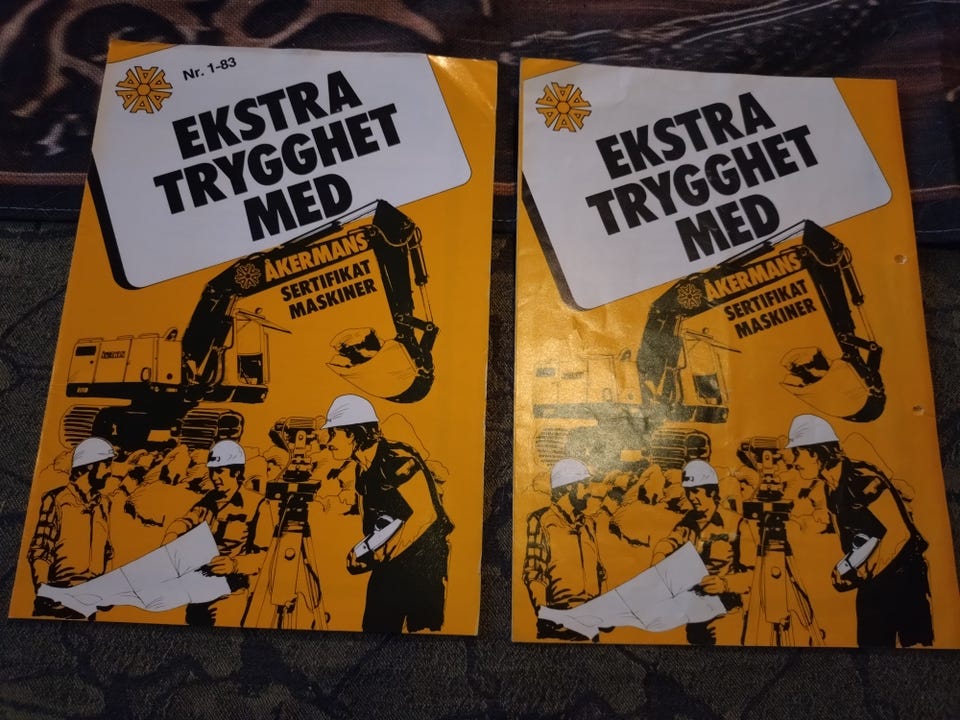 Nr. 1-83
EKSTRA
TRYGGHET
MED
ÅKERMANS
SERTIFIKAT
MASKINER
EKSTRA
TRYGGHET
MED
ÅKERMANS
SERTIFIKAT
MASKINER